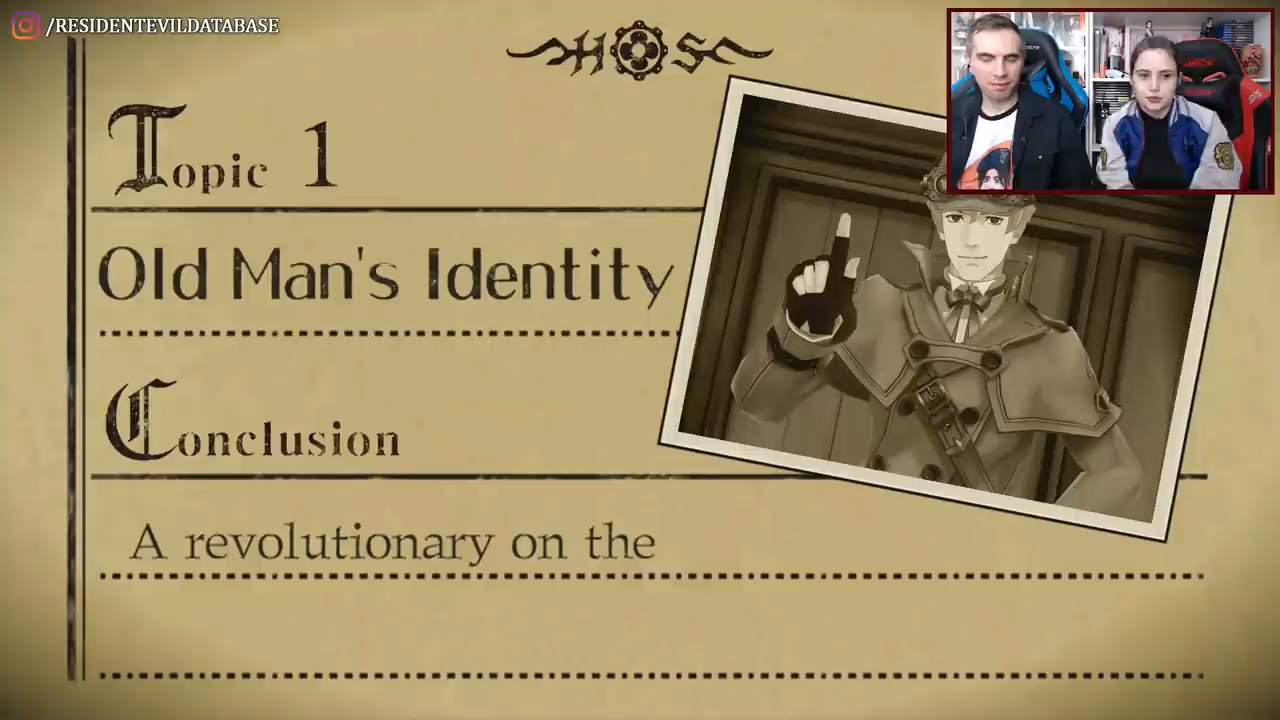 /RESIDENTEVILDATABASE
H S
Topic 1
Old Man's Identity
Conclusion
A revolutionary on the